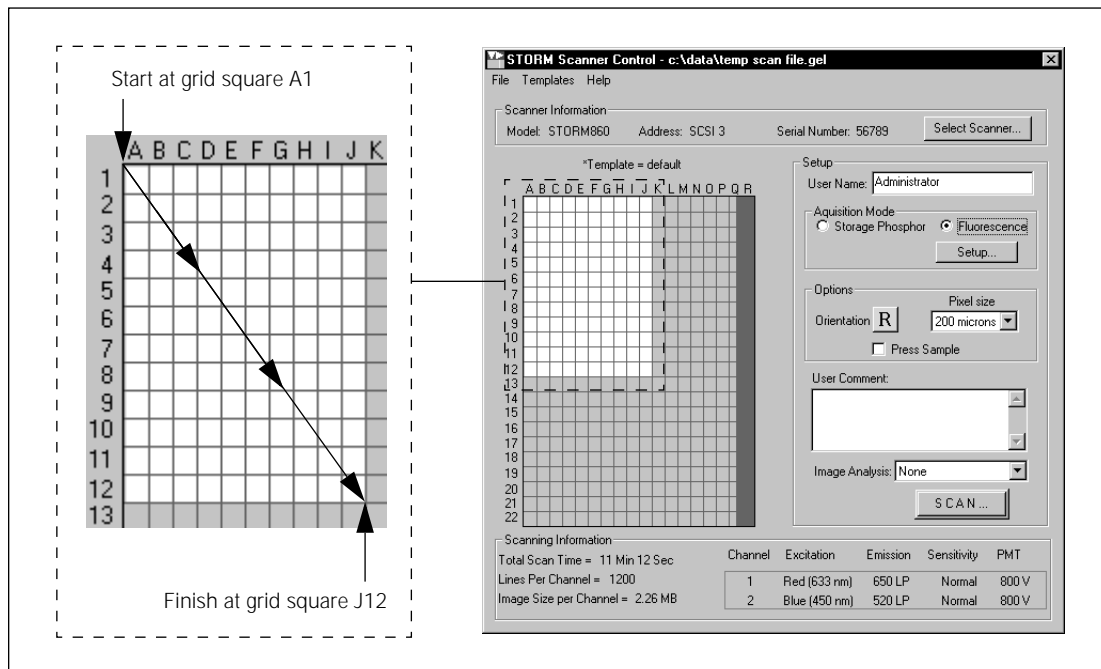 Start at grid square A1
A B C D E F G H I J K
1
2
3
4
5
6
7
8
9
10
11
12
13
Finish at grid square J12
STORM Scanner Control - c:\data\temp scan file.gel
File Templates Help
Scanner Information
Model: STORM860 Address: SCSI 3 Serial Number: 56789 Select Scanner...
*Template = default
A B C D E F G H I J K L M N O P Q R
1
2
3
4
5
6
7
8
9
10
11
12
13
14
15
16
17
18
19
20
21
22
Setup
User Name: Administrator
Aquisition Mode
Storage Phosphor Fluorescence
Setup...
Options
Pixel size
Orientation R 200 microns
Press Sample
User Comment:
Image Analysis: None
SCAN...
Scanning Information
Total Scan Time = 11 Min 12 Sec
Lines Per Channel = 1200
Image Size per Channel = 2.26 MB
Channel Excitation Emission Sensitivity PMT
1 Red (633 nm) 650 LP Normal 800 V
2 Blue (450 nm) 520 LP Normal 800 V